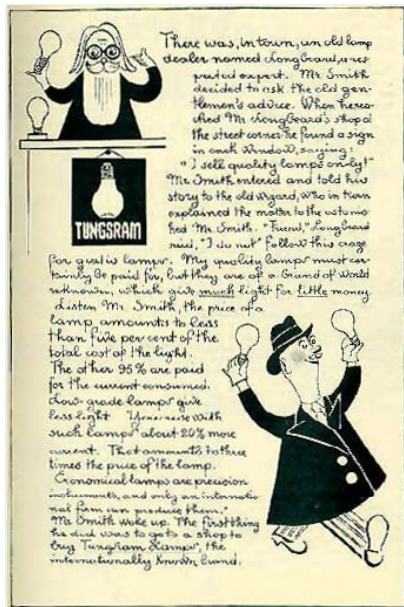 There was, in town, an old lamp
dealer named Longbeard, a res-
pected expert. Mr. Smith
decided to ask the old gen-
tlemen's advice. When herea-
ched Mr. Longbeard's shop at
the street corner he found a sign
in each window, saying:
"I sell quality lamps only!"
Mr. Smith entered and told his
story to the old wizard, who in turn
explained the matter to the astonis-
hed Mr. Smith. "Friend," Longbeard
TUNGSRAM
said, "I do not follow this craze
for gratis lamps. My quality lamps must cer-
tainly be paid for, but they are of a brand of world
renown, which give much light for little money.
Listen Mr. Smith, the price of a
lamp amounts to less
than five per cent of the
total cost of the light.
The other 95% are paid
for the current consumed.
Low-grade lamps give
less light. You use with
such lamps about 20% more
current. That amounts to three
times the price of the lamp.
Economical lamps are precision
instruments, and only an internatio-
nal firm can produce them."
Mr. Smith woke up. The first thing
he did was to go to a shop to
buy Tungsram Lamps, the
internationally known brand.